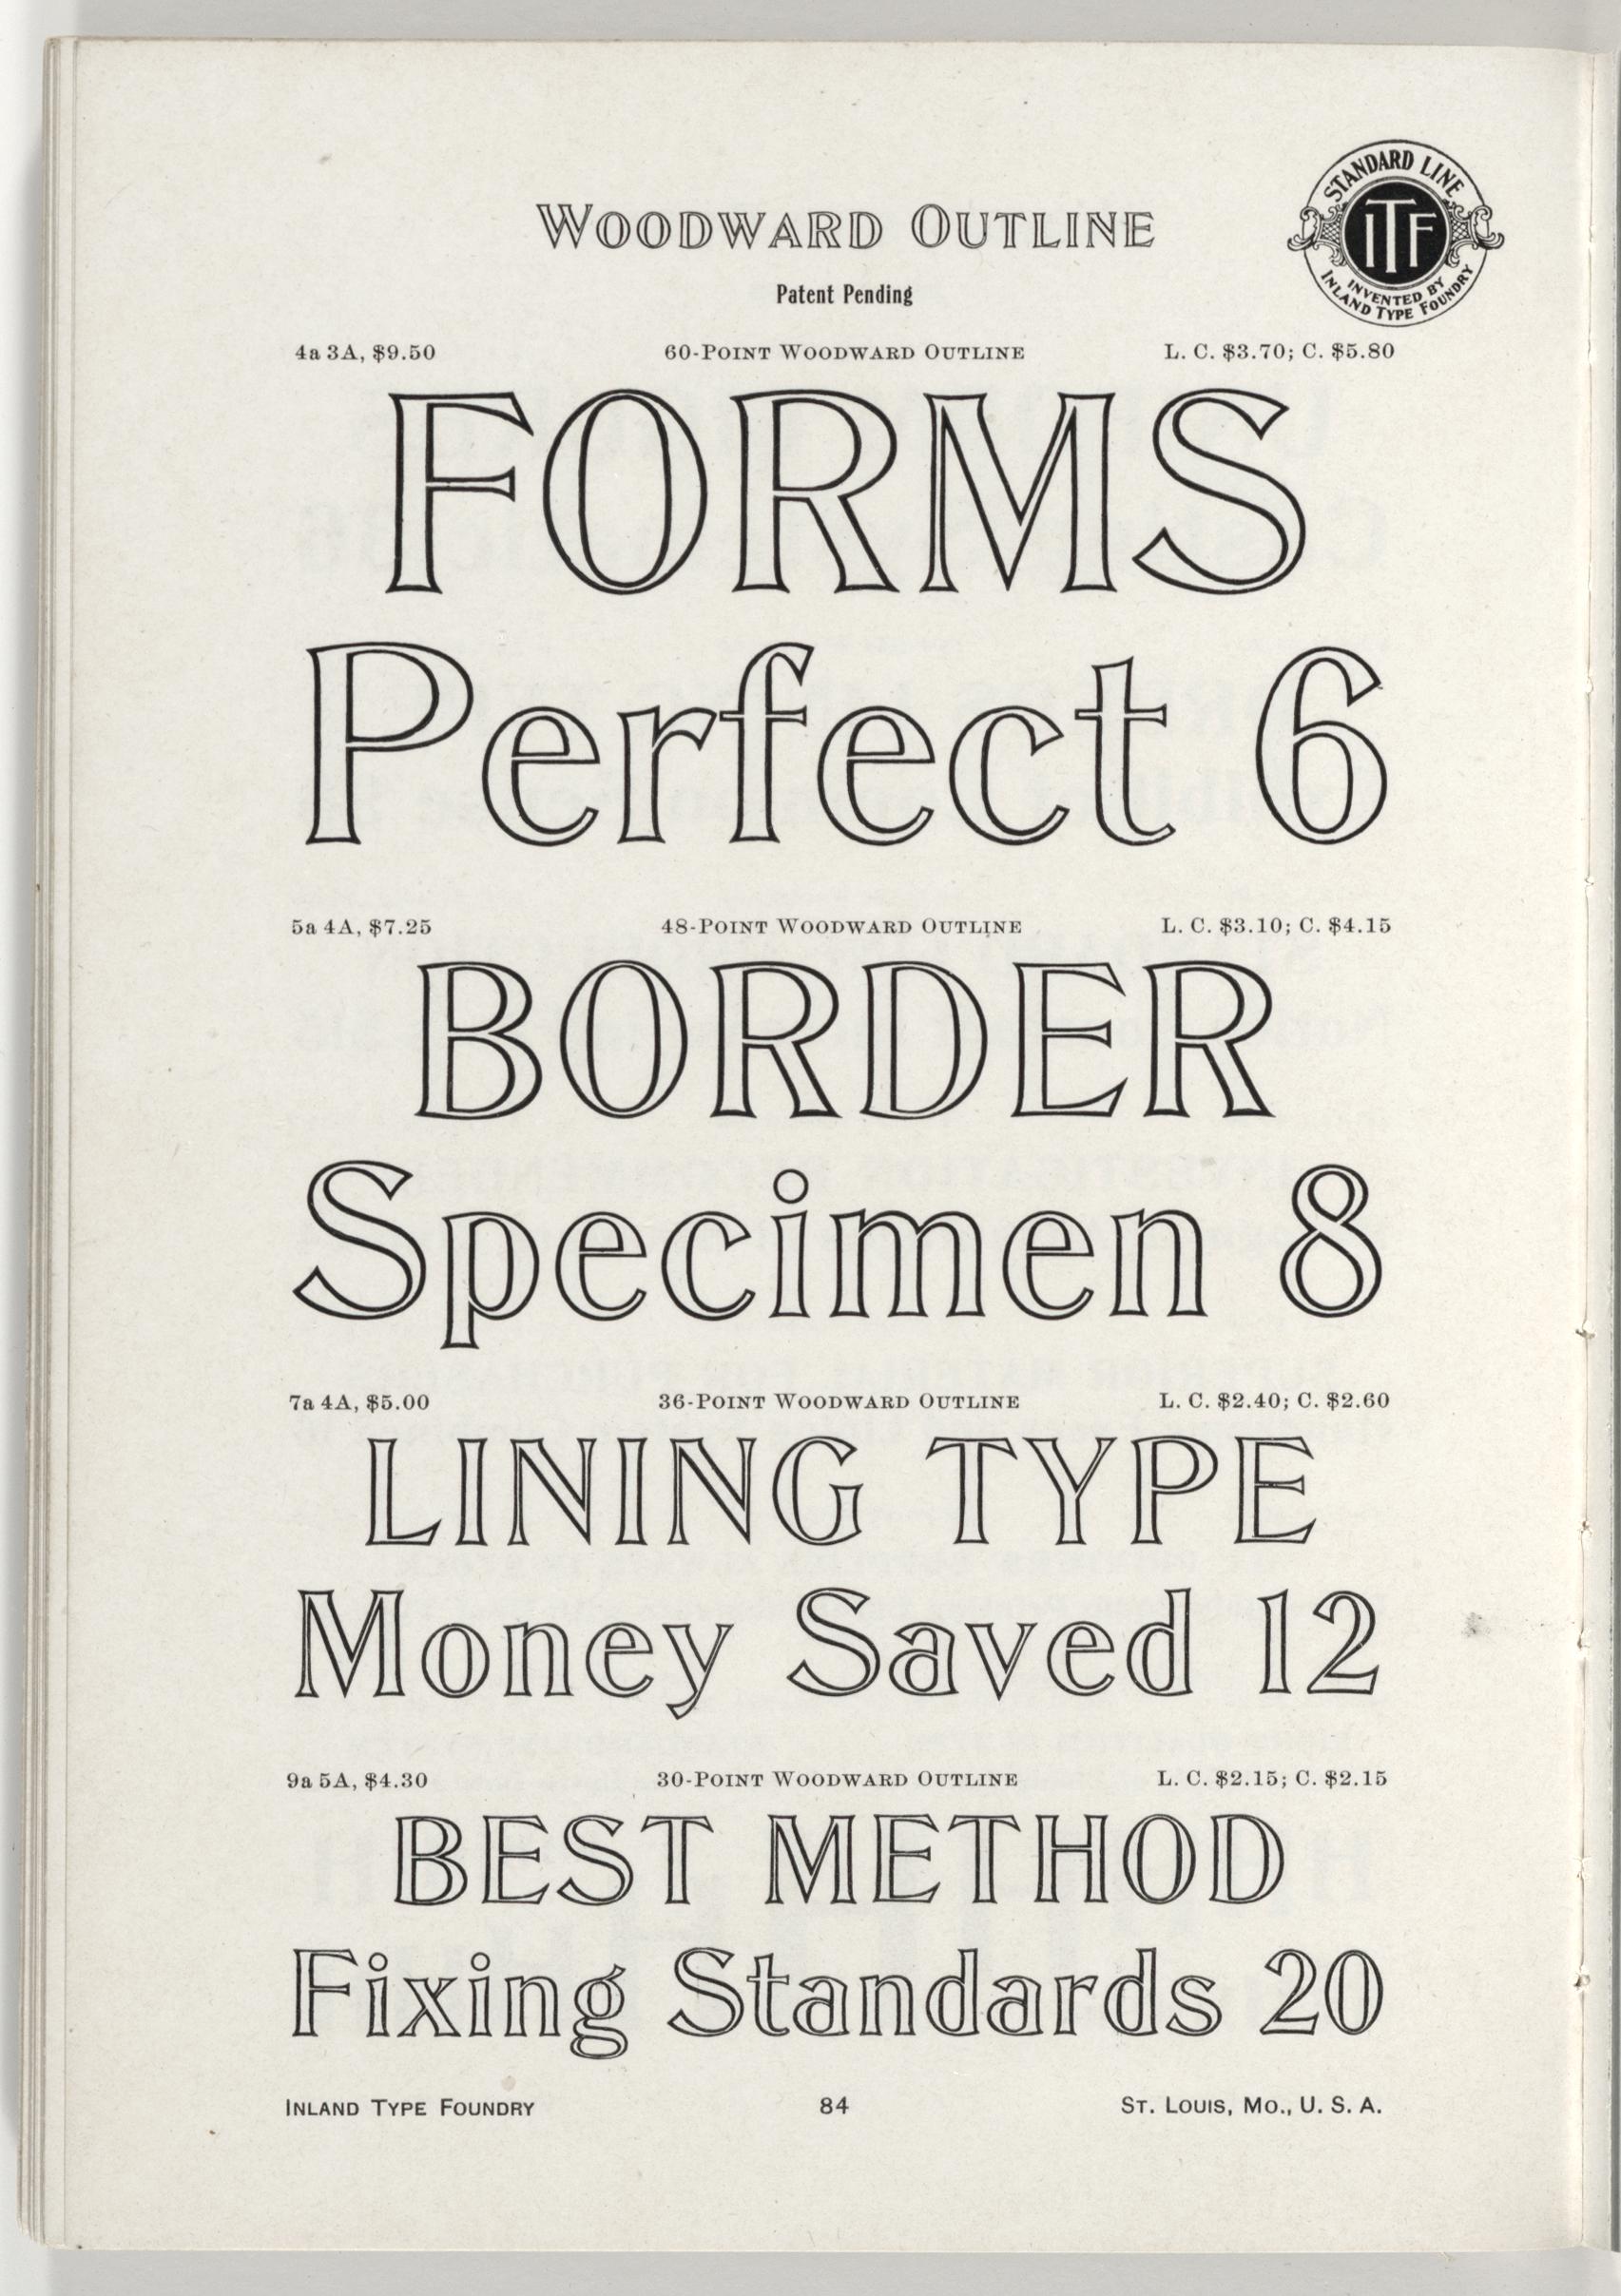 STANDARD LINE
ITF
INVENTED BY
INLAND TYPE FOUNDRY
WOODWARD OUTLINE
Patent Pending
4a 3A, $9.50 60-POINT WOODWARD OUTLINE L. C. $3.70; C. $5.80
FORMS
Perfect 6
5a 4A, $7.25 48-POINT WOODWARD OUTLINE L. C. $3.10; C. $4.15
BORDER
Specimen 8
7a 4A, $5.00 36-POINT WOODWARD OUTLINE L. C. $2.40; C. $2.60
LINING TYPE
Money Saved 12
9a 5A, $4.30 30-POINT WOODWARD OUTLINE L. C. $2.15; C. $2.15
BEST METHOD
Fixing Standards 20
INLAND TYPE FOUNDRY 84 ST. LOUIS, MO., U. S. A.